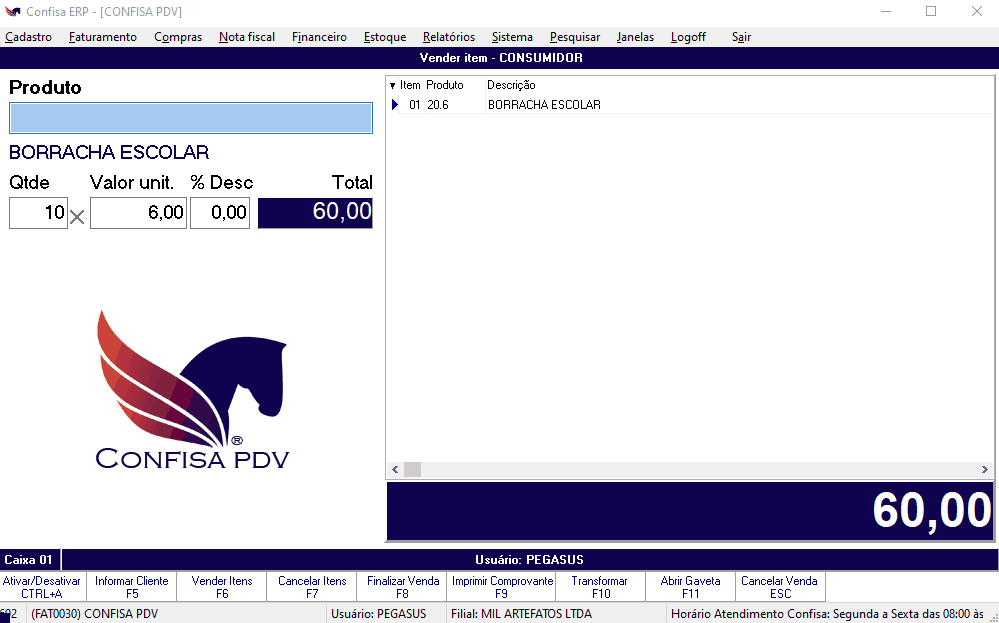 Confisa ERP - [CONFISA PDV]
Cadastro Faturamento Compras Nota fiscal Financeiro Estoque Relatórios Sistema Pesquisar Janelas Logoff Sair
Vender item - CONSUMIDOR
Produto
BORRACHA ESCOLAR
Qtde Valor unit. % Desc Total
10 × 6,00 0,00 60,00
® 
CONFISA PDV
Item Produto Descrição
01 20.6 BORRACHA ESCOLAR
60,00
Caixa 01 Usuário: PEGASUS
Ativar/Desativar Informar Cliente Vender Itens Cancelar Itens Finalizar Venda Imprimir Comprovante Transformar Abrir Gaveta Cancelar Venda
CTRL+A F5 F6 F7 F8 F9 F10 F11 ESC
(FAT0030) CONFISA PDV Usuário: PEGASUS Filial: MIL ARTEFATOS LTDA Horário Atendimento Confisa: Segunda a Sexta das 08:00 às